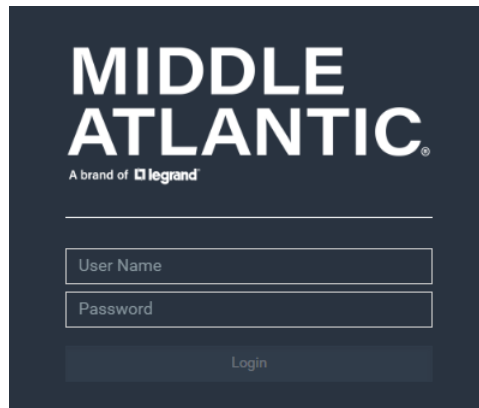 MIDDLE
ATLANTIC®
A brand of legrand®
User Name
Password
Login